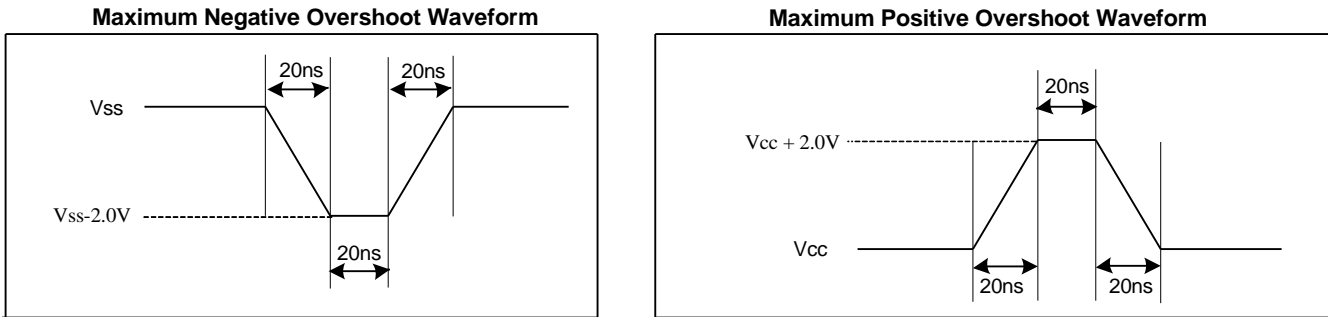 Maximum Negative Overshoot Waveform
20ns 20ns
Vss
Vss-2.0V
20ns
Maximum Positive Overshoot Waveform
20ns
Vcc + 2.0V
Vcc
20ns 20ns